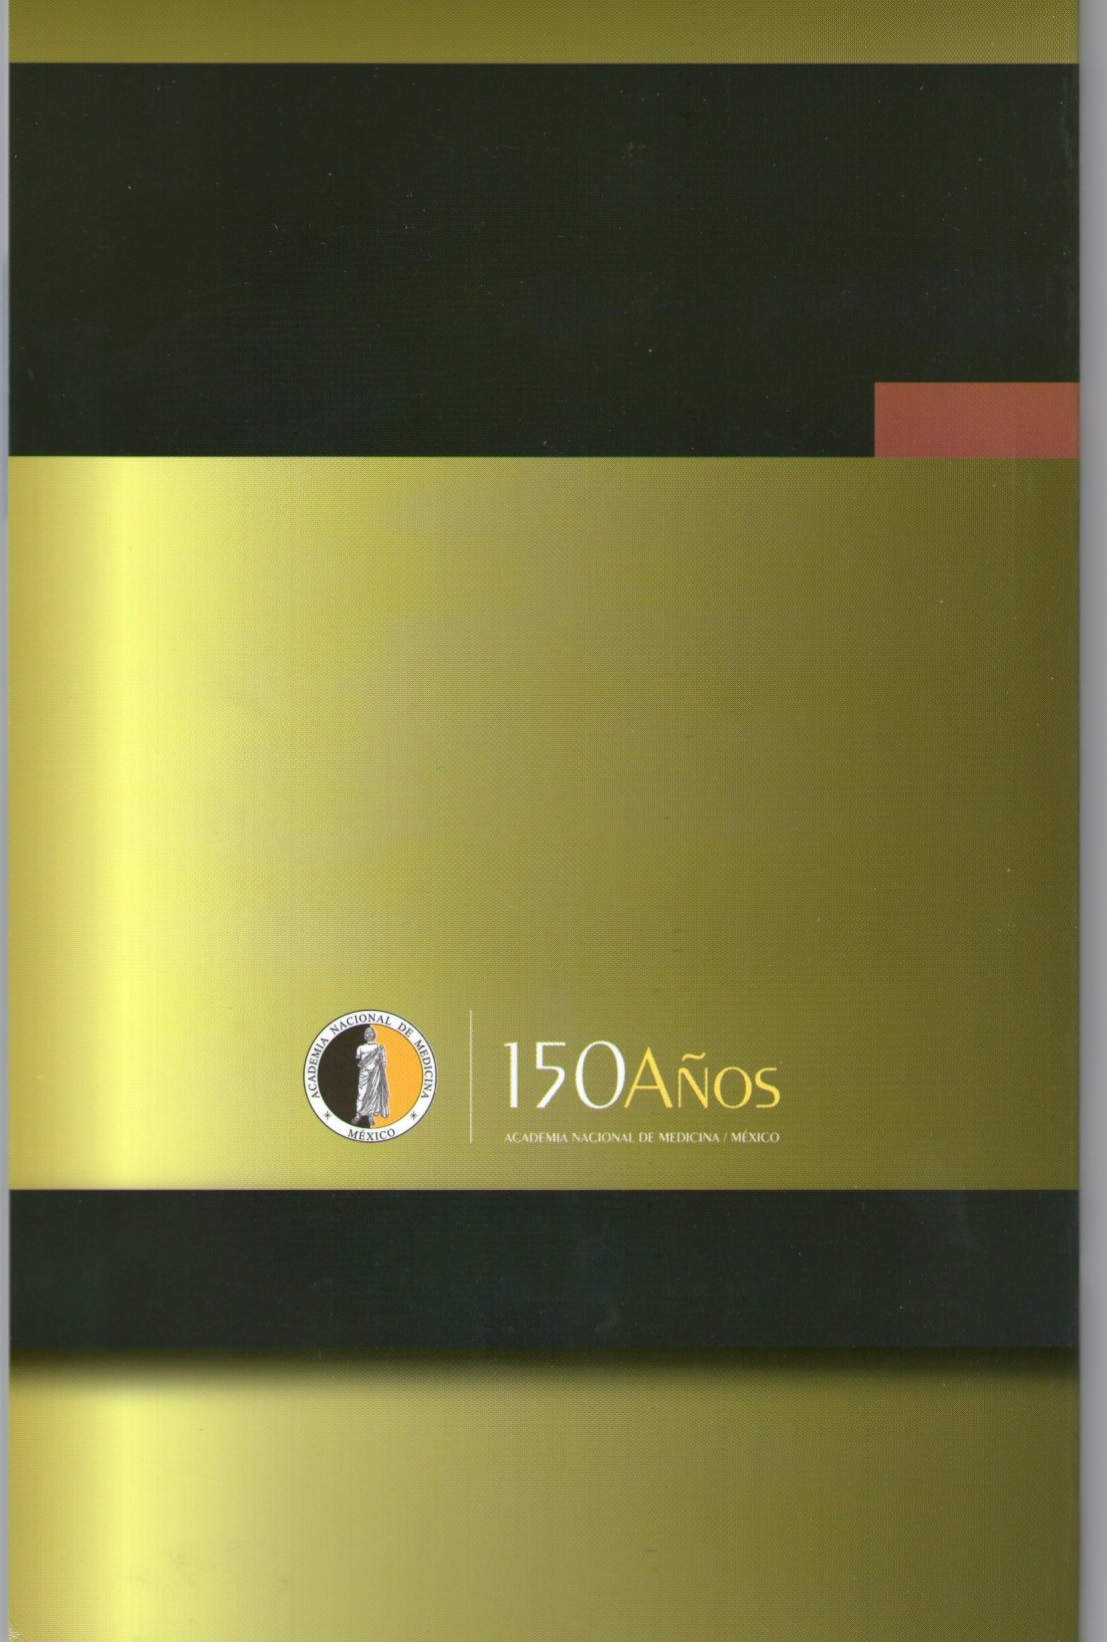 ACADEMIA NACIONAL DE MEDICINA
MÉXICO
150AÑOS
ACADEMIA NACIONAL DE MEDICINA / MÉXICO